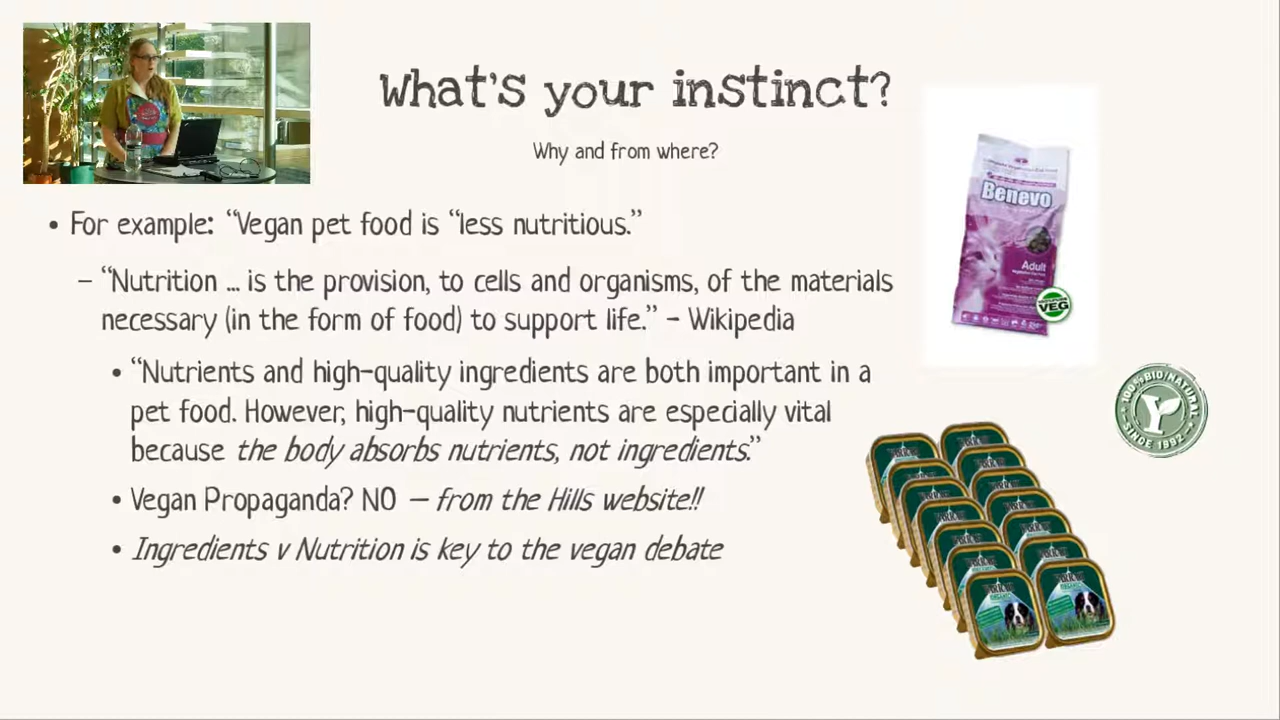 What's your instinct?
Why and from where?
• For example: “Vegan pet food is “less nutritious.”
– “Nutrition ... is the provision, to cells and organisms, of the materials
necessary (in the form of food) to support life.” – Wikipedia
• “Nutrients and high-quality ingredients are both important in a
pet food. However, high-quality nutrients are especially vital
because the body absorbs nutrients, not ingredients.”
• Vegan Propaganda? NO – from the Hills website!!
• Ingredients v Nutrition is key to the vegan debate
Benevo
Adult
VEG
100% BIO/NATURAL
Y
SINCE 1992